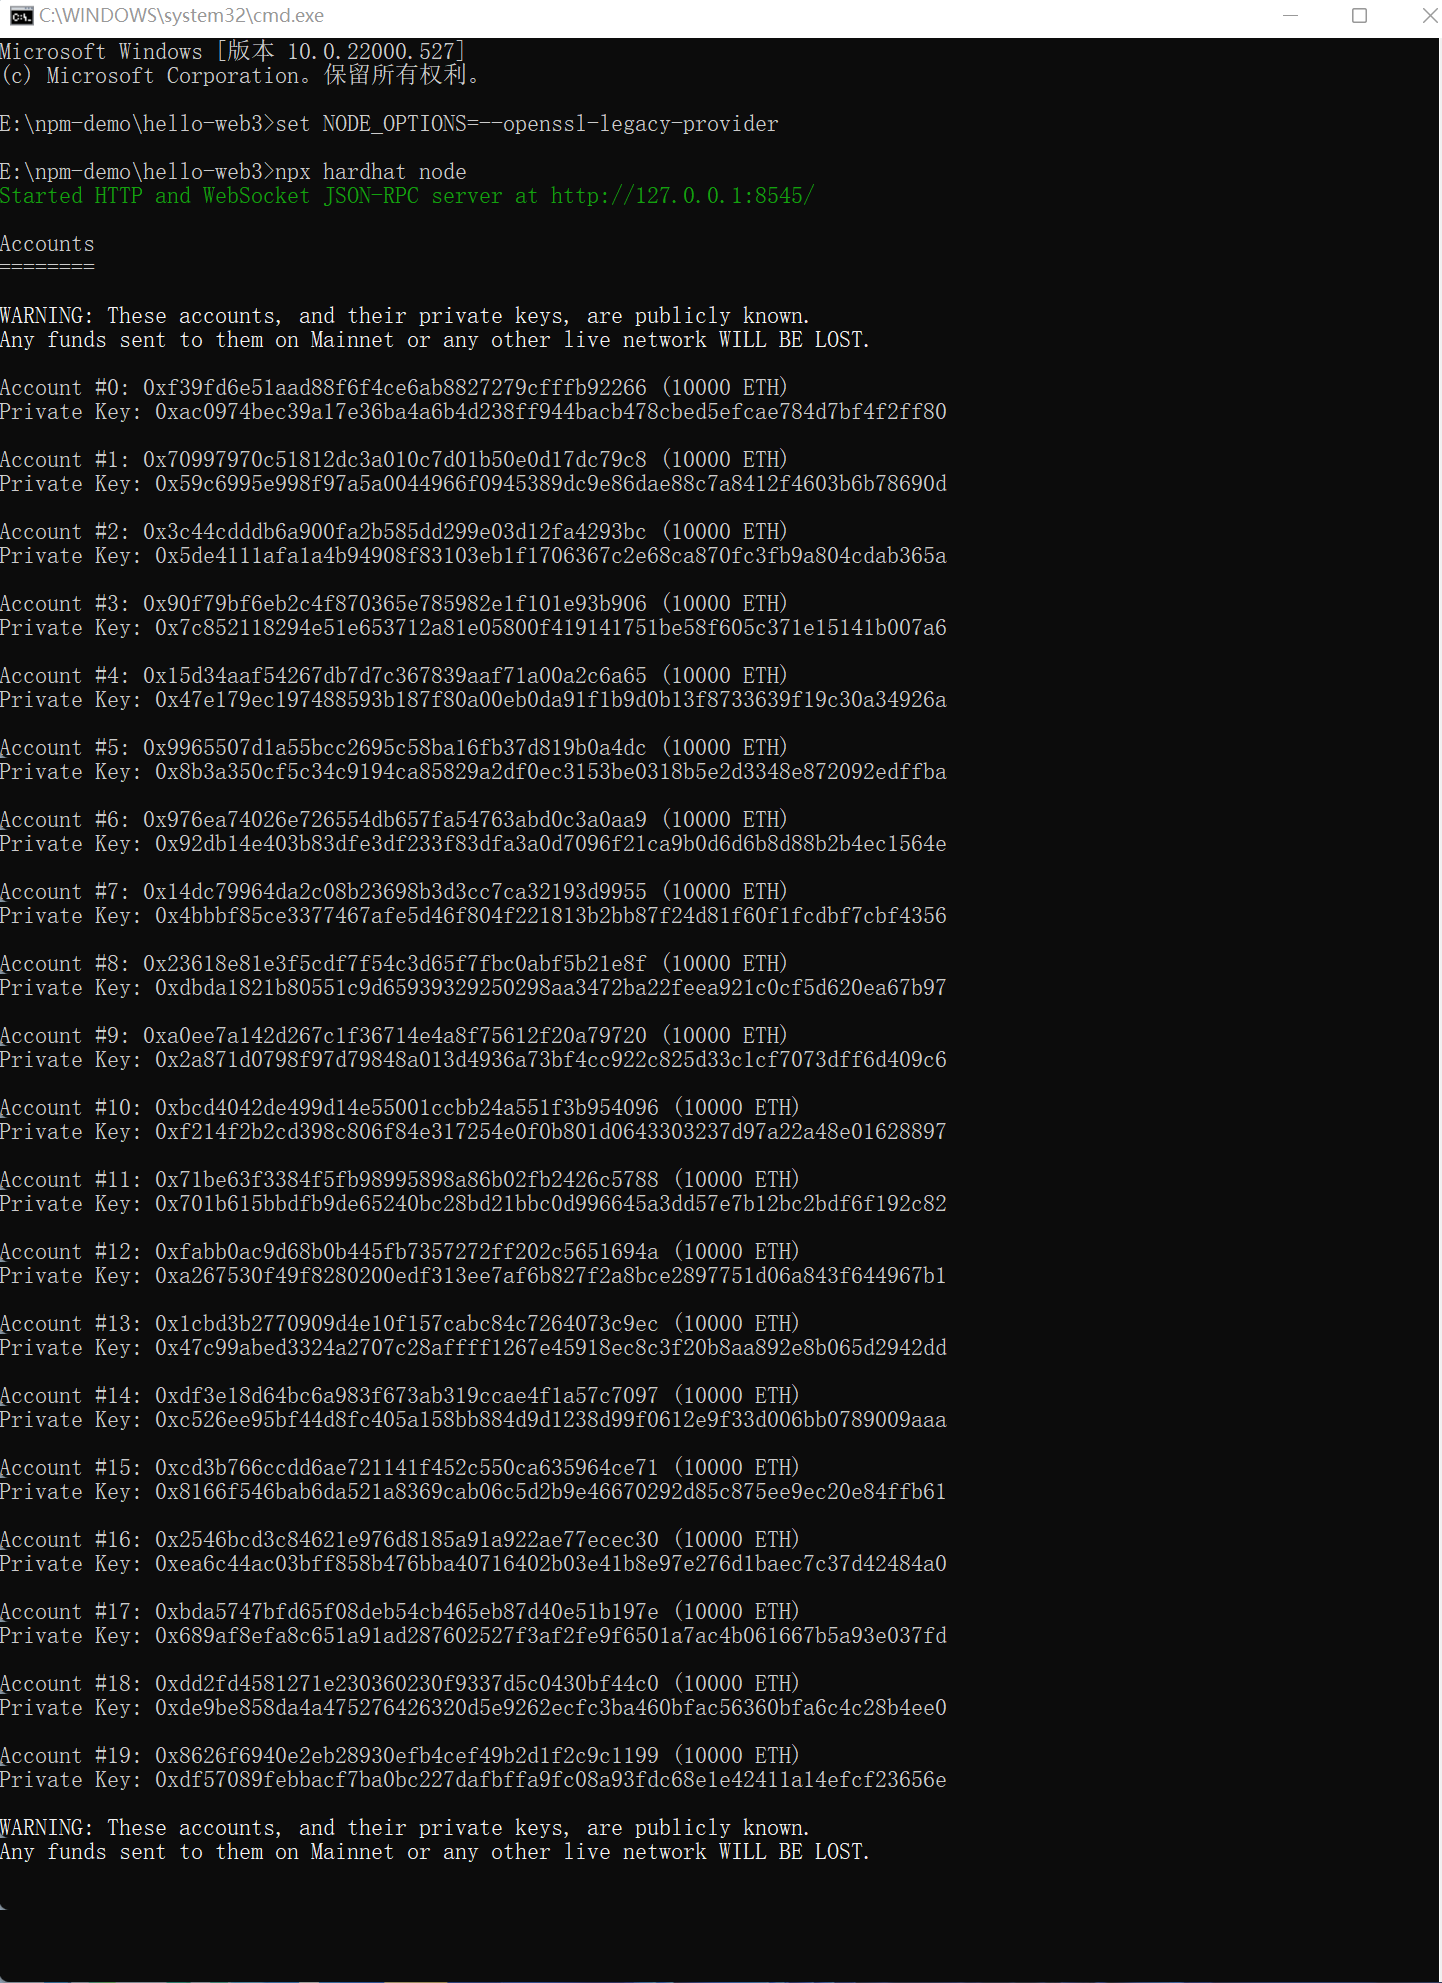 C:\WINDOWS\system32\cmd.exe
Microsoft Windows [版本 10.0.22000.527]
(c) Microsoft Corporation。保留所有权利。
E:\npm-demo\hello-web3>set NODE_OPTIONS=--openssl-legacy-provider
E:\npm-demo\hello-web3>npx hardhat node
Started HTTP and WebSocket JSON-RPC server at http://127.0.0.1:8545/
Accounts
========
WARNING: These accounts, and their private keys, are publicly known.
Any funds sent to them on Mainnet or any other live network WILL BE LOST.
Account #0: 0xf39fd6e51aad88f6f4ce6ab8827279cfffb92266 (10000 ETH)
Private Key: 0xac0974bec39a17e36ba4a6b4d238ff944bacb478cbed5efcae784d7bf4f2ff80
Account #1: 0x70997970c51812dc3a010c7d01b50e0d17dc79c8 (10000 ETH)
Private Key: 0x59c6995e998f97a5a0044966f0945389dc9e86dae88c7a8412f4603b6b78690d
Account #2: 0x3c44cdddb6a900fa2b585dd299e03d12fa4293bc (10000 ETH)
Private Key: 0x5de4111afa1a4b94908f83103eb1f1706367c2e68ca870fc3fb9a804cdab365a
Account #3: 0x90f79bf6eb2c4f870365e785982e1f101e93b906 (10000 ETH)
Private Key: 0x7c852118294e51e653712a81e05800f419141751be58f605c371e15141b007a6
Account #4: 0x15d34aaf54267db7d7c367839aaf71a00a2c6a65 (10000 ETH)
Private Key: 0x47e179ec197488593b187f80a00eb0da91f1b9d0b13f8733639f19c30a34926a
Account #5: 0x9965507d1a55bcc2695c58ba16fb37d819b0a4dc (10000 ETH)
Private Key: 0x8b3a350cf5c34c9194ca85829a2df0ec3153be0318b5e2d3348e872092edffba
Account #6: 0x976ea74026e726554db657fa54763abd0c3a0aa9 (10000 ETH)
Private Key: 0x92db14e403b83dfe3df233f83dfa3a0d7096f21ca9b0d6d6b8d88b2b4ec1564e
Account #7: 0x14dc79964da2c08b23698b3d3cc7ca32193d9955 (10000 ETH)
Private Key: 0x4bbbf85ce3377467afe5d46f804f221813b2bb87f24d81f60f1fcdbf7cbf4356
Account #8: 0x23618e81e3f5cdf7f54c3d65f7fbc0abf5b21e8f (10000 ETH)
Private Key: 0xdbda1821b80551c9d65939329250298aa3472ba22feea921c0cf5d620ea67b97
Account #9: 0xa0ee7a142d267c1f36714e4a8f75612f20a79720 (10000 ETH)
Private Key: 0x2a871d0798f97d79848a013d4936a73bf4cc922c825d33c1cf7073dff6d409c6
Account #10: 0xbcd4042de499d14e55001ccbb24a551f3b954096 (10000 ETH)
Private Key: 0xf214f2b2cd398c806f84e317254e0f0b801d0643303237d97a22a48e01628897
Account #11: 0x71be63f3384f5fb98995898a86b02fb2426c5788 (10000 ETH)
Private Key: 0x701b615bbdfb9de65240bc28bd21bbc0d996645a3dd57e7b12bc2bdf6f192c82
Account #12: 0xfabb0ac9d68b0b445fb7357272ff202c5651694a (10000 ETH)
Private Key: 0xa267530f49f8280200edf313ee7af6b827f2a8bce2897751d06a843f644967b1
Account #13: 0x1cbd3b2770909d4e10f157cabc84c7264073c9ec (10000 ETH)
Private Key: 0x47c99abed3324a2707c28affff1267e45918ec8c3f20b8aa892e8b065d2942dd
Account #14: 0xdf3e18d64bc6a983f673ab319ccae4f1a57c7097 (10000 ETH)
Private Key: 0xc526ee95bf44d8fc405a158bb884d9d1238d99f0612e9f33d006bb0789009aaa
Account #15: 0xcd3b766ccdd6ae721141f452c550ca635964ce71 (10000 ETH)
Private Key: 0x8166f546bab6da521a8369cab06c5d2b9e46670292d85c875ee9ec20e84ffb61
Account #16: 0x2546bcd3c84621e976d8185a91a922ae77ecec30 (10000 ETH)
Private Key: 0xea6c44ac03bff858b476bba40716402b03e41b8e97e276d1baec7c37d42484a0
Account #17: 0xbda5747bfd65f08deb54cb465eb87d40e51b197e (10000 ETH)
Private Key: 0x689af8efa8c651a91ad287602527f3af2fe9f6501a7ac4b061667b5a93e037fd
Account #18: 0xdd2fd4581271e230360230f9337d5c0430bf44c0 (10000 ETH)
Private Key: 0xde9be858da4a475276426320d5e9262ecfc3ba460bfac56360bfa6c4c28b4ee0
Account #19: 0x8626f6940e2eb28930efb4cef49b2d1f2c9c1199 (10000 ETH)
Private Key: 0xdf57089febbacf7ba0bc227dafbffa9fc08a93fdc68e1e42411a14efcf23656e
WARNING: These accounts, and their private keys, are publicly known.
Any funds sent to them on Mainnet or any other live network WILL BE LOST.